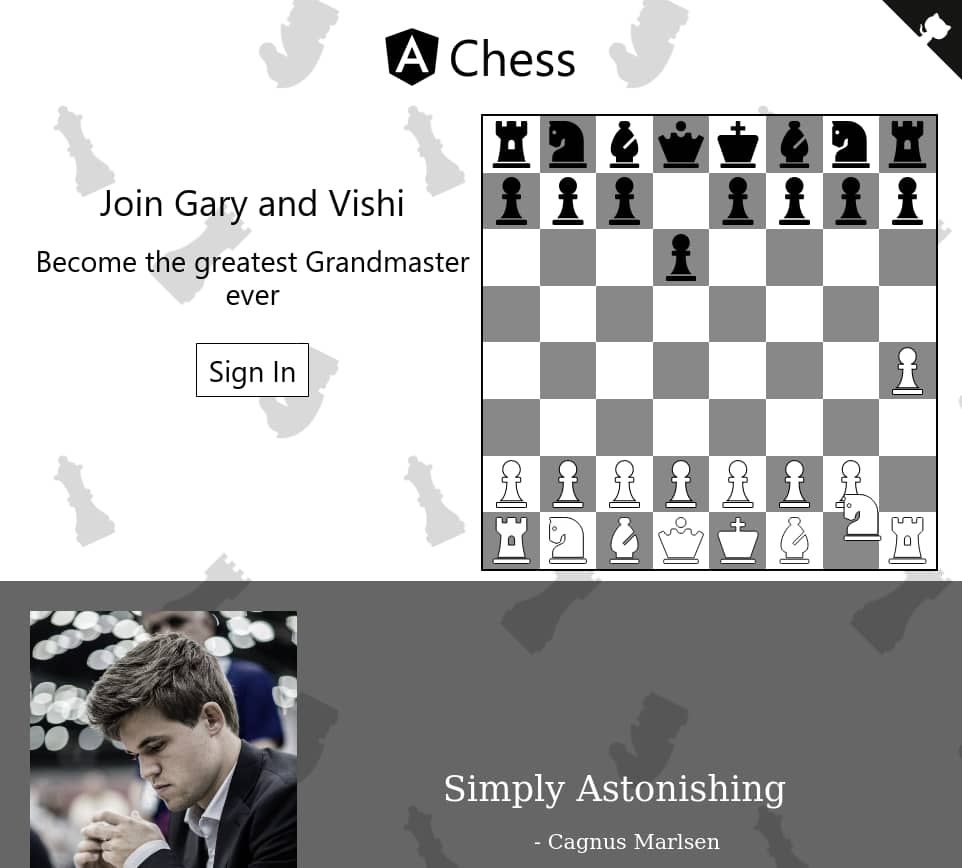 A Chess
Join Gary and Vishi
Become the greatest Grandmaster
ever
Sign In
Simply Astonishing
- Cagnus Marlsen